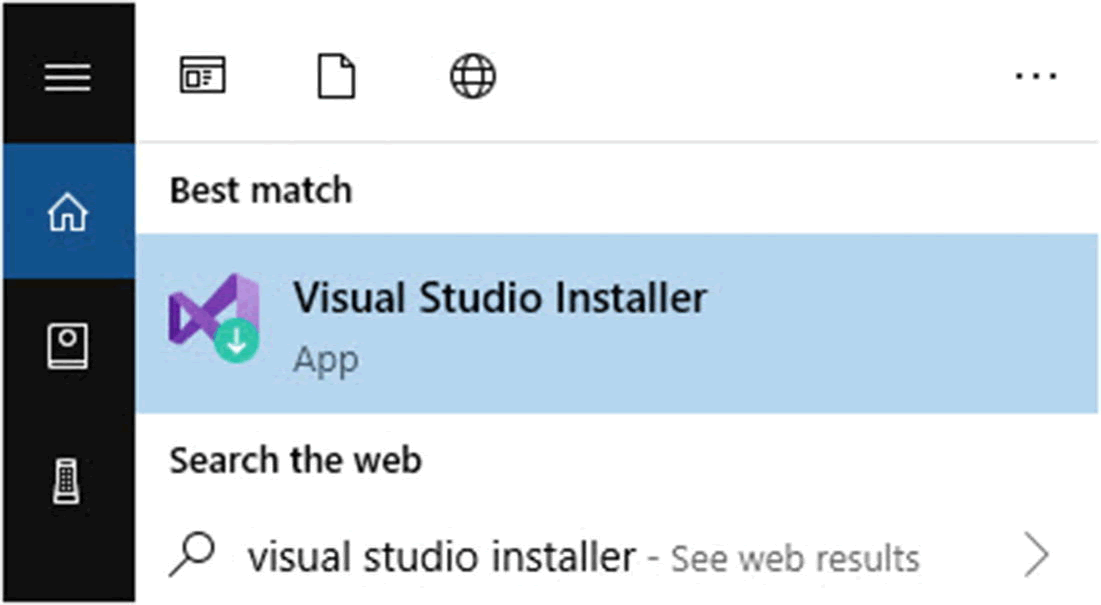 Best match
Visual Studio Installer
App
Search the web
visual studio installer - See web results